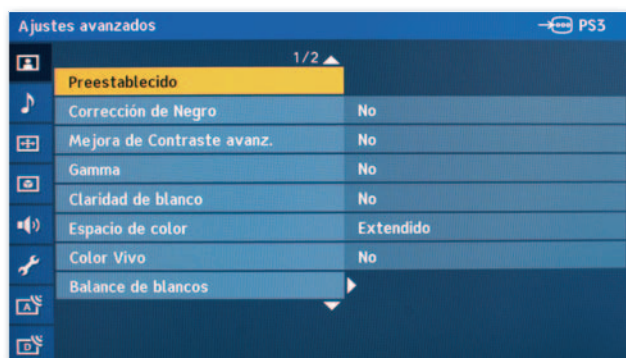 Ajustes avanzados PS3
1/2
Preestablecido
Corrección de Negro No
Mejora de Contraste avanz. No
Gamma No
Claridad de blanco No
Espacio de color Extendido
Color Vivo No
Balance de blancos
A
D